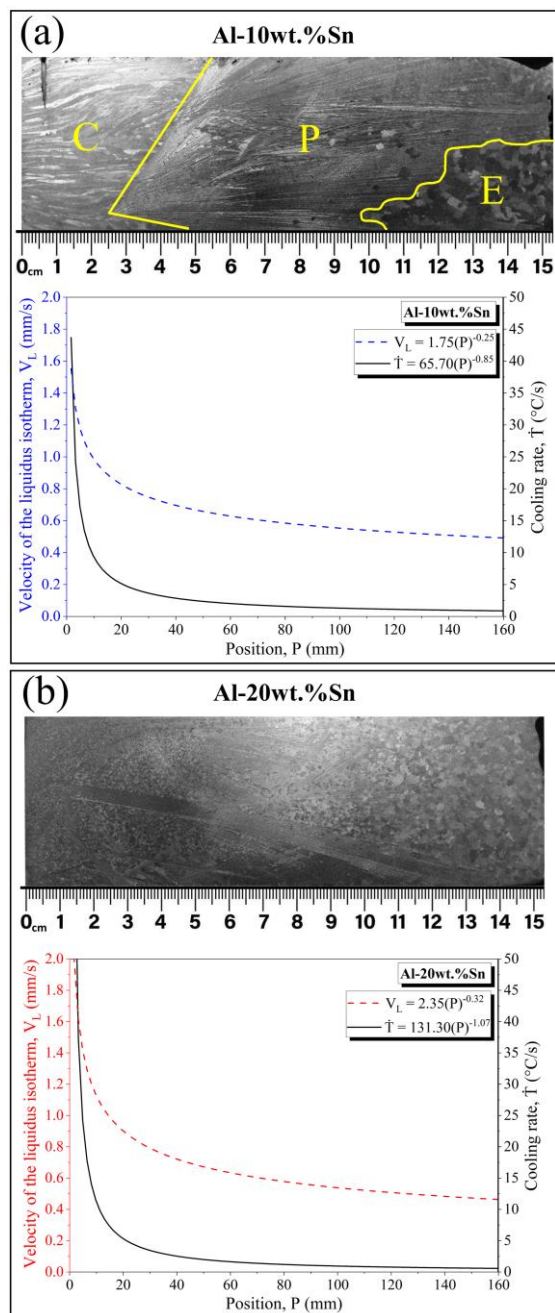 (a)
Al-10wt.%Sn
C
P
E
0cm 1 2 3 4 5 6 7 8 9 10 11 12 13 14 15
Al-10wt.%Sn
V_L = 1.75(P)^-0.25
Ṫ = 65.70(P)^-0.85
Velocity of the liquidus isotherm, V_L (mm/s)
2.0
1.8
1.6
1.4
1.2
1.0
0.8
0.6
0.4
0.2
0.0
50
45
40
35
30
25
20
15
10
5
0
Cooling rate, Ṫ (°C/s)
0 20 40 60 80 100 120 140 160
Position, P (mm)
(b)
Al-20wt.%Sn
0cm 1 2 3 4 5 6 7 8 9 10 11 12 13 14 15
Al-20wt.%Sn
V_L = 2.35(P)^-0.32
Ṫ = 131.30(P)^-1.07
Velocity of the liquidus isotherm, V_L (mm/s)
2.0
1.8
1.6
1.4
1.2
1.0
0.8
0.6
0.4
0.2
0.0
50
45
40
35
30
25
20
15
10
5
0
Cooling rate, Ṫ (°C/s)
0 20 40 60 80 100 120 140 160
Position, P (mm)